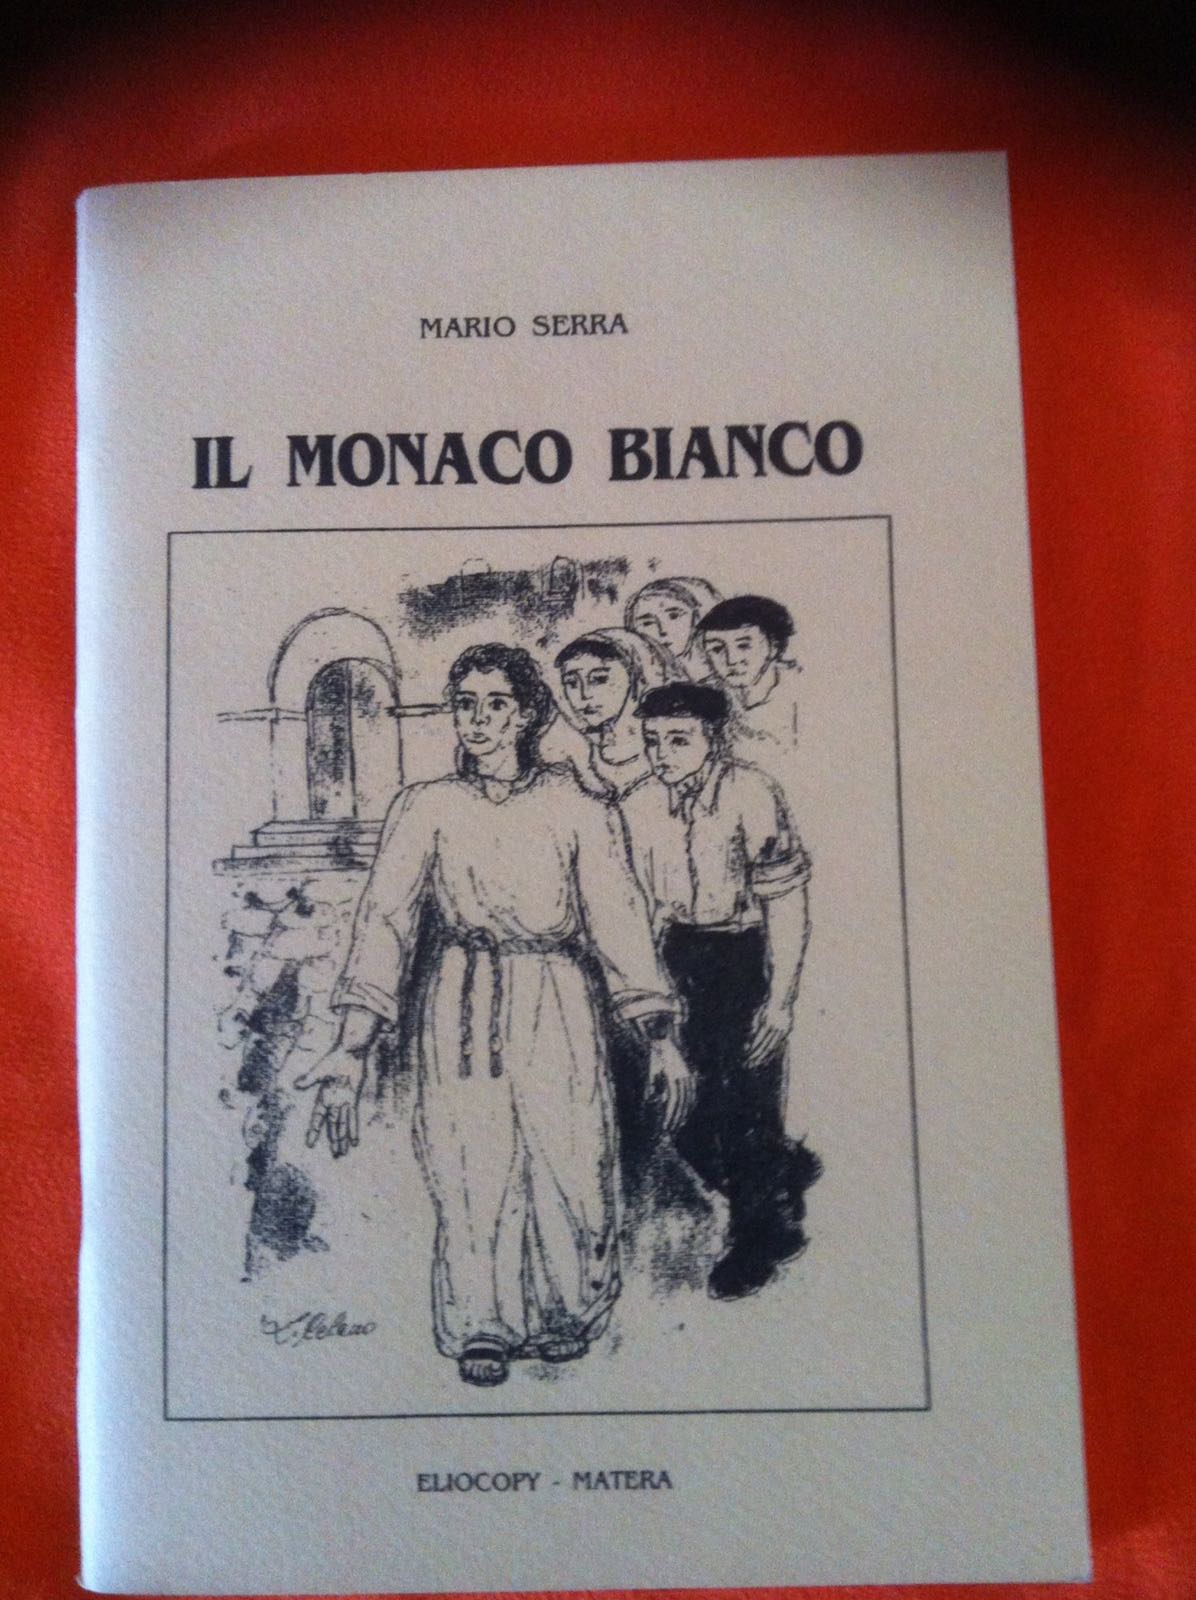 MARIO SERRA
IL MONACO BIANCO
ELIOCOPY - MATERA